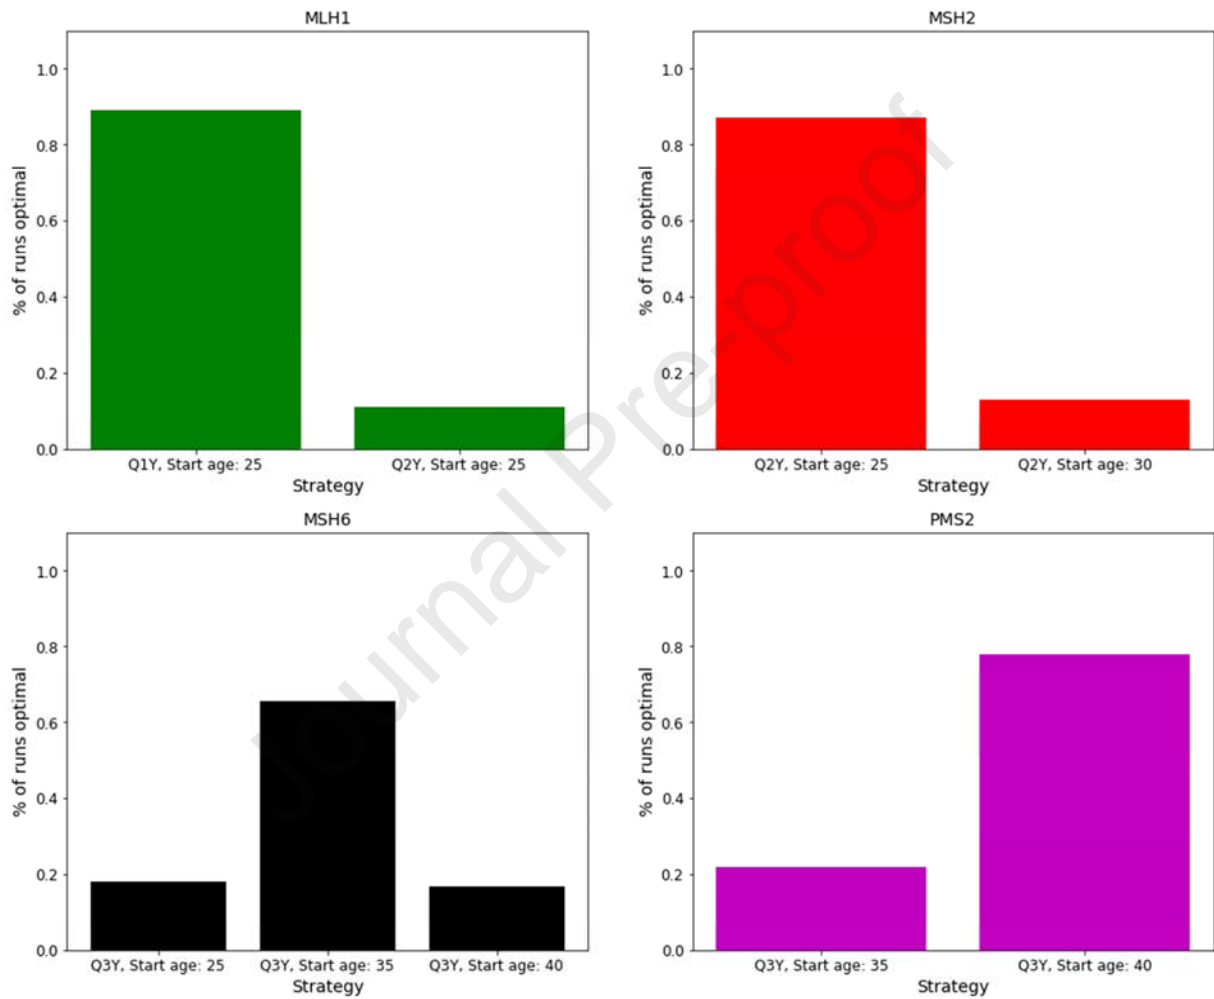 MLH1
% of runs optimal
1.0
0.8
0.6
0.4
0.2
0.0
Q1Y, Start age: 25 Q2Y, Start age: 25
Strategy
MSH2
% of runs optimal
1.0
0.8
0.6
0.4
0.2
0.0
Q2Y, Start age: 25 Q2Y, Start age: 30
Strategy
MSH6
% of runs optimal
1.0
0.8
0.6
0.4
0.2
0.0
Q3Y, Start age: 25 Q3Y, Start age: 35 Q3Y, Start age: 40
Strategy
PMS2
% of runs optimal
1.0
0.8
0.6
0.4
0.2
0.0
Q3Y, Start age: 35 Q3Y, Start age: 40
Strategy
Journal Pre-proof